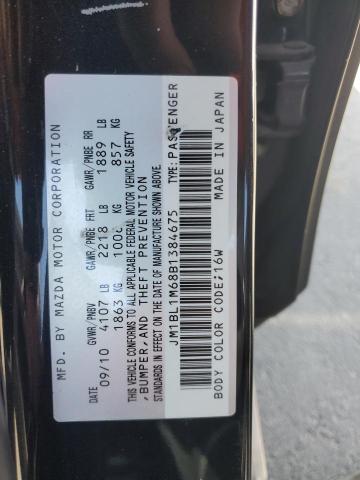 MFD. BY MAZDA MOTOR CORPORATION
GVWR/PNBV GAWR/PNBE FRT GAWR/PNBE RR
09/10 4107 LB 2218 LB 1889 LB
1863 KG 1006 KG 857 KG
THIS VEHICLE CONFORMS TO ALL APPLICABLE FEDERAL MOTOR VEHICLE SAFETY
,BUMPER,AND THEFT PREVENTION
STANDARDS IN EFFECT ON THE DATE OF MANUFACTURE SHOWN ABOVE.
JM1BL1M68B1384675 TYPE:PASSENGER
BODY COLOR CODE:16W MADE IN JAPAN